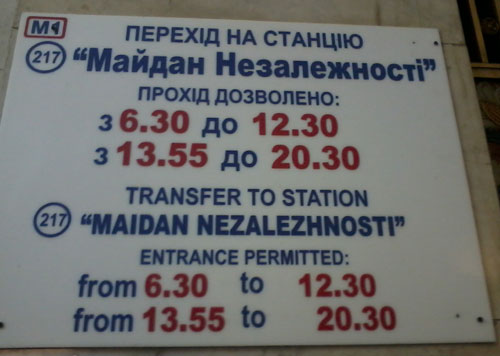 M1 ПЕРЕХІД НА СТАНЦІЮ
217 "Майдан Незалежності"
ПРОХІД ДОЗВОЛЕНО:
з 6.30 до 12.30
з 13.55 до 20.30
TRANSFER TO STATION
217 "MAIDAN NEZALEZHNOSTI"
ENTRANCE PERMITTED:
from 6.30 to 12.30
from 13.55 to 20.30